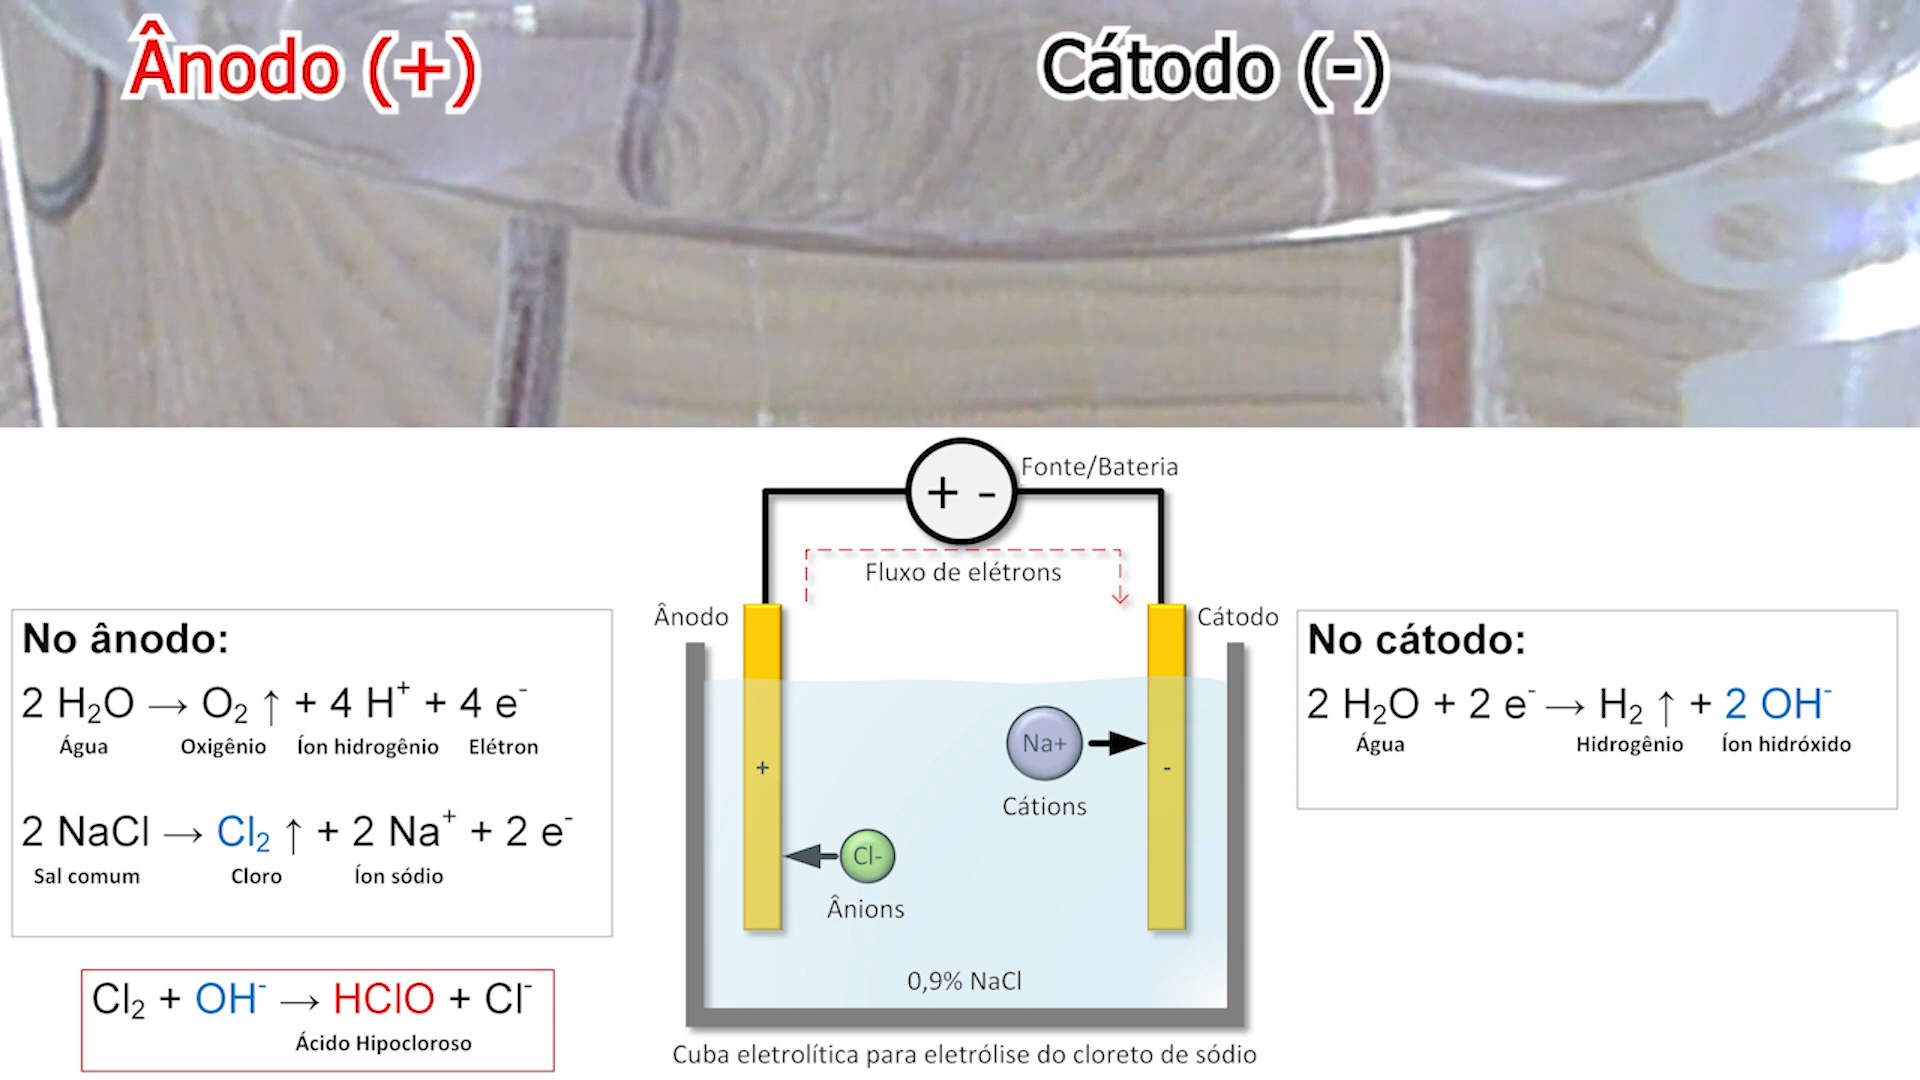 Ânodo (+)
Cátodo (-)
+ -
Fonte/Bateria
Fluxo de elétrons
Ânodo
Cátodo
No ânodo:
2 H₂O → O₂ ↑ + 4 H⁺ + 4 e⁻
Água Oxigênio Íon hidrogênio Elétron
2 NaCl → Cl₂ ↑ + 2 Na⁺ + 2 e⁻
Sal comum Cloro Íon sódio
Cl₂ + OH⁻ → HClO + Cl⁻
Ácido Hipocloroso
+
Na+
-
Cátions
Cl-
Ânions
0,9% NaCl
Cuba eletrolítica para eletrólise do cloreto de sódio
No cátodo:
2 H₂O + 2 e⁻ → H₂ ↑ + 2 OH⁻
Água Hidrogênio Íon hidróxido